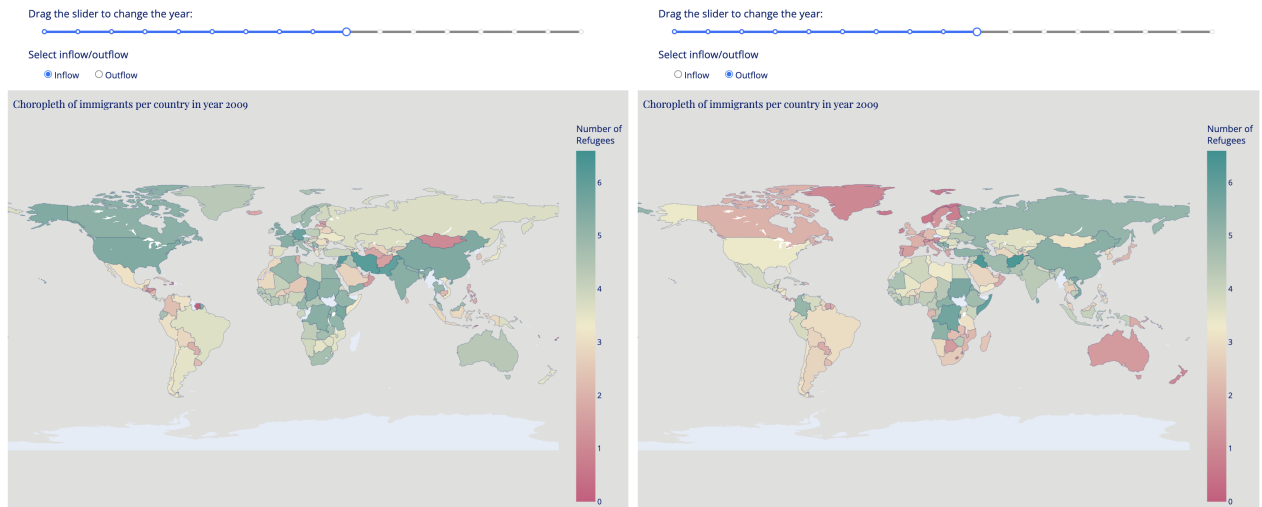 Drag the slider to change the year:
Select inflow/outflow
Inflow Outflow
Choropleth of immigrants per country in year 2009
Number of
Refugees
6
5
4
3
2
1
0
Drag the slider to change the year:
Select inflow/outflow
Inflow Outflow
Choropleth of immigrants per country in year 2009
Number of
Refugees
6
5
4
3
2
1
0